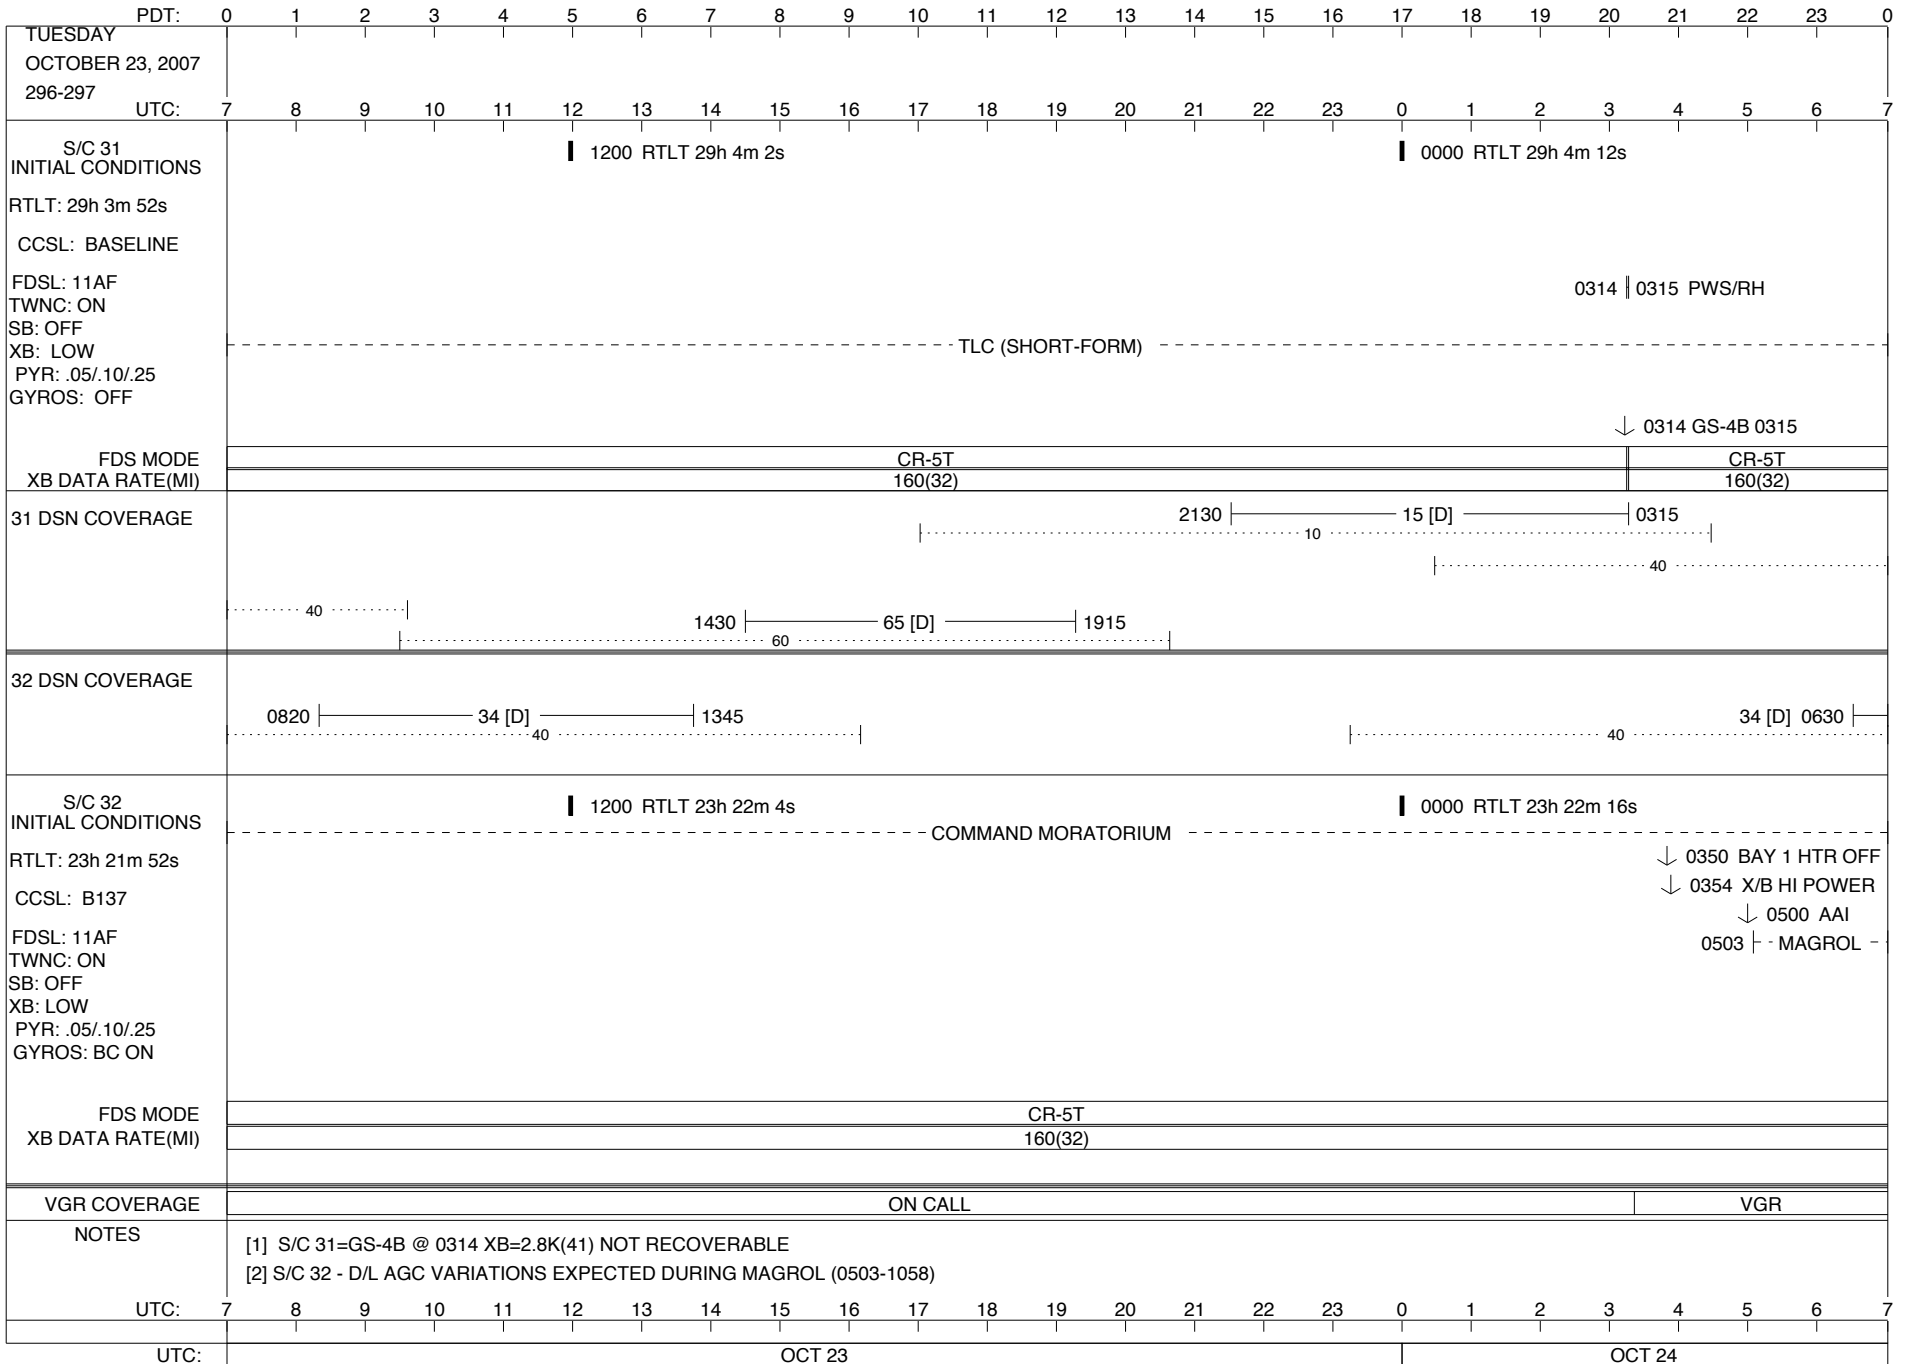 PDT: 0 1 2 3 4 5 6 7 8 9 10 11 12 13 14 15 16 17 18 19 20 21 22 23 0
TUESDAY
OCTOBER 23, 2007
296-297
UTC: 7 8 9 10 11 12 13 14 15 16 17 18 19 20 21 22 23 0 1 2 3 4 5 6 7
S/C 31
INITIAL CONDITIONS
1200 RTLT 29h 4m 2s
0000 RTLT 29h 4m 12s
RTLT: 29h 3m 52s
CCSL: BASELINE
FDSL: 11AF
0314 0315 PWS/RH
TWNC: ON
SB: OFF
XB: LOW
TLC (SHORT-FORM)
PYR: .05/.10/.25
GYROS: OFF
0314 GS-4B 0315
FDS MODE CR-5T CR-5T
XB DATA RATE(MI) 160(32) 160(32)
31 DSN COVERAGE
2130 15 [D] 0315
10
40
40
1430 65 [D] 1915
60
32 DSN COVERAGE
0820 34 [D] 1345
34 [D] 0630
40
40
S/C 32
INITIAL CONDITIONS
1200 RTLT 23h 22m 4s
0000 RTLT 23h 22m 16s
COMMAND MORATORIUM
RTLT: 23h 21m 52s
0350 BAY 1 HTR OFF
0354 X/B HI POWER
CCSL: B137
0500 AAI
FDSL: 11AF
0503 MAGROL
TWNC: ON
SB: OFF
XB: LOW
PYR: .05/.10/.25
GYROS: BC ON
FDS MODE CR-5T
XB DATA RATE(MI) 160(32)
VGR COVERAGE ON CALL VGR
NOTES
[1] S/C 31=GS-4B @ 0314 XB=2.8K(41) NOT RECOVERABLE
[2] S/C 32 - D/L AGC VARIATIONS EXPECTED DURING MAGROL (0503-1058)
UTC: 7 8 9 10 11 12 13 14 15 16 17 18 19 20 21 22 23 0 1 2 3 4 5 6 7
UTC: OCT 23 OCT 24